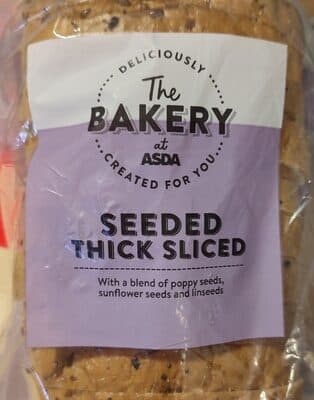 DELICIOUSLY
The
BAKERY
at
ASDA
CREATED FOR YOU
SEEDED
THICK SLICED
With a blend of poppy seeds,
sunflower seeds and linseeds